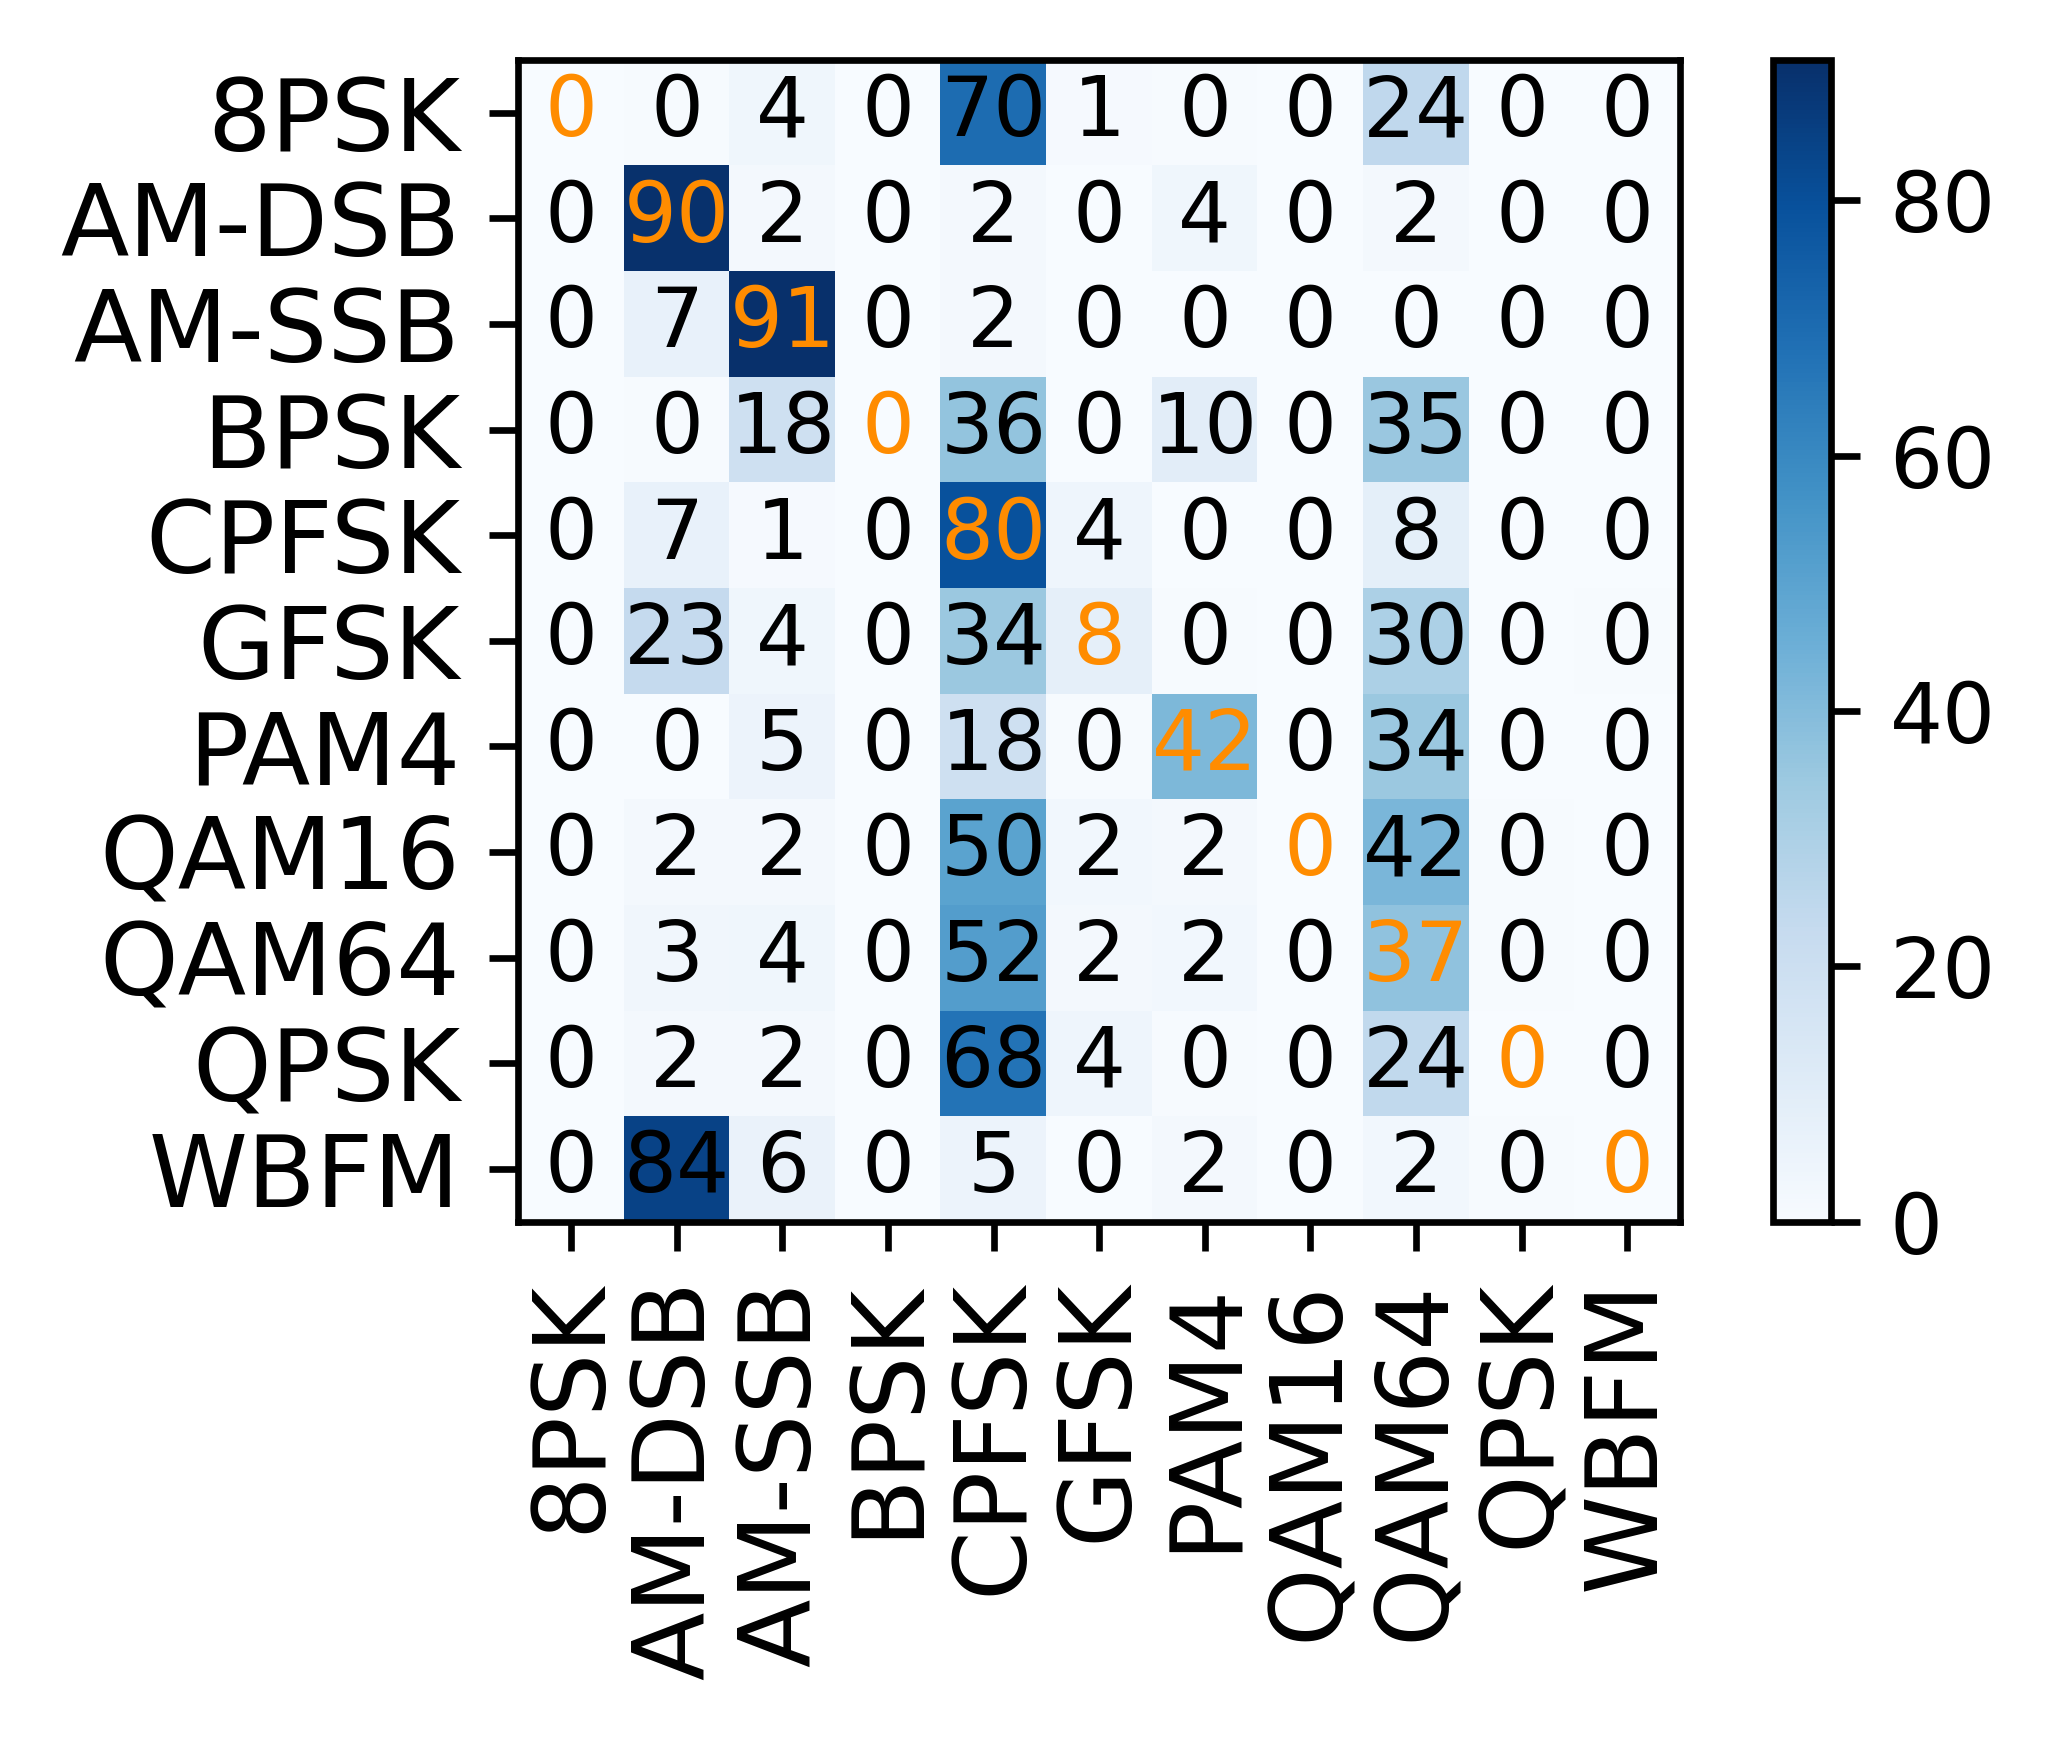 8PSK 0 0 4 0 70 1 0 0 24 0 0
AM-DSB 0 90 2 0 2 0 4 0 2 0 0
AM-SSB 0 7 91 0 2 0 0 0 0 0 0
BPSK 0 0 18 0 36 0 10 0 35 0 0
CPFSK 0 7 1 0 80 4 0 0 8 0 0
GFSK 0 23 4 0 34 8 0 0 30 0 0
PAM4 0 0 5 0 18 0 42 0 34 0 0
QAM16 0 2 2 0 50 2 2 0 42 0 0
QAM64 0 3 4 0 52 2 2 0 37 0 0
QPSK 0 2 2 0 68 4 0 0 24 0 0
WBFM 0 84 6 0 5 0 2 0 2 0 0
8PSK
AM-DSB
AM-SSB
BPSK
CPFSK
GFSK
PAM4
QAM16
QAM64
QPSK
WBFM
80
60
40
20
0